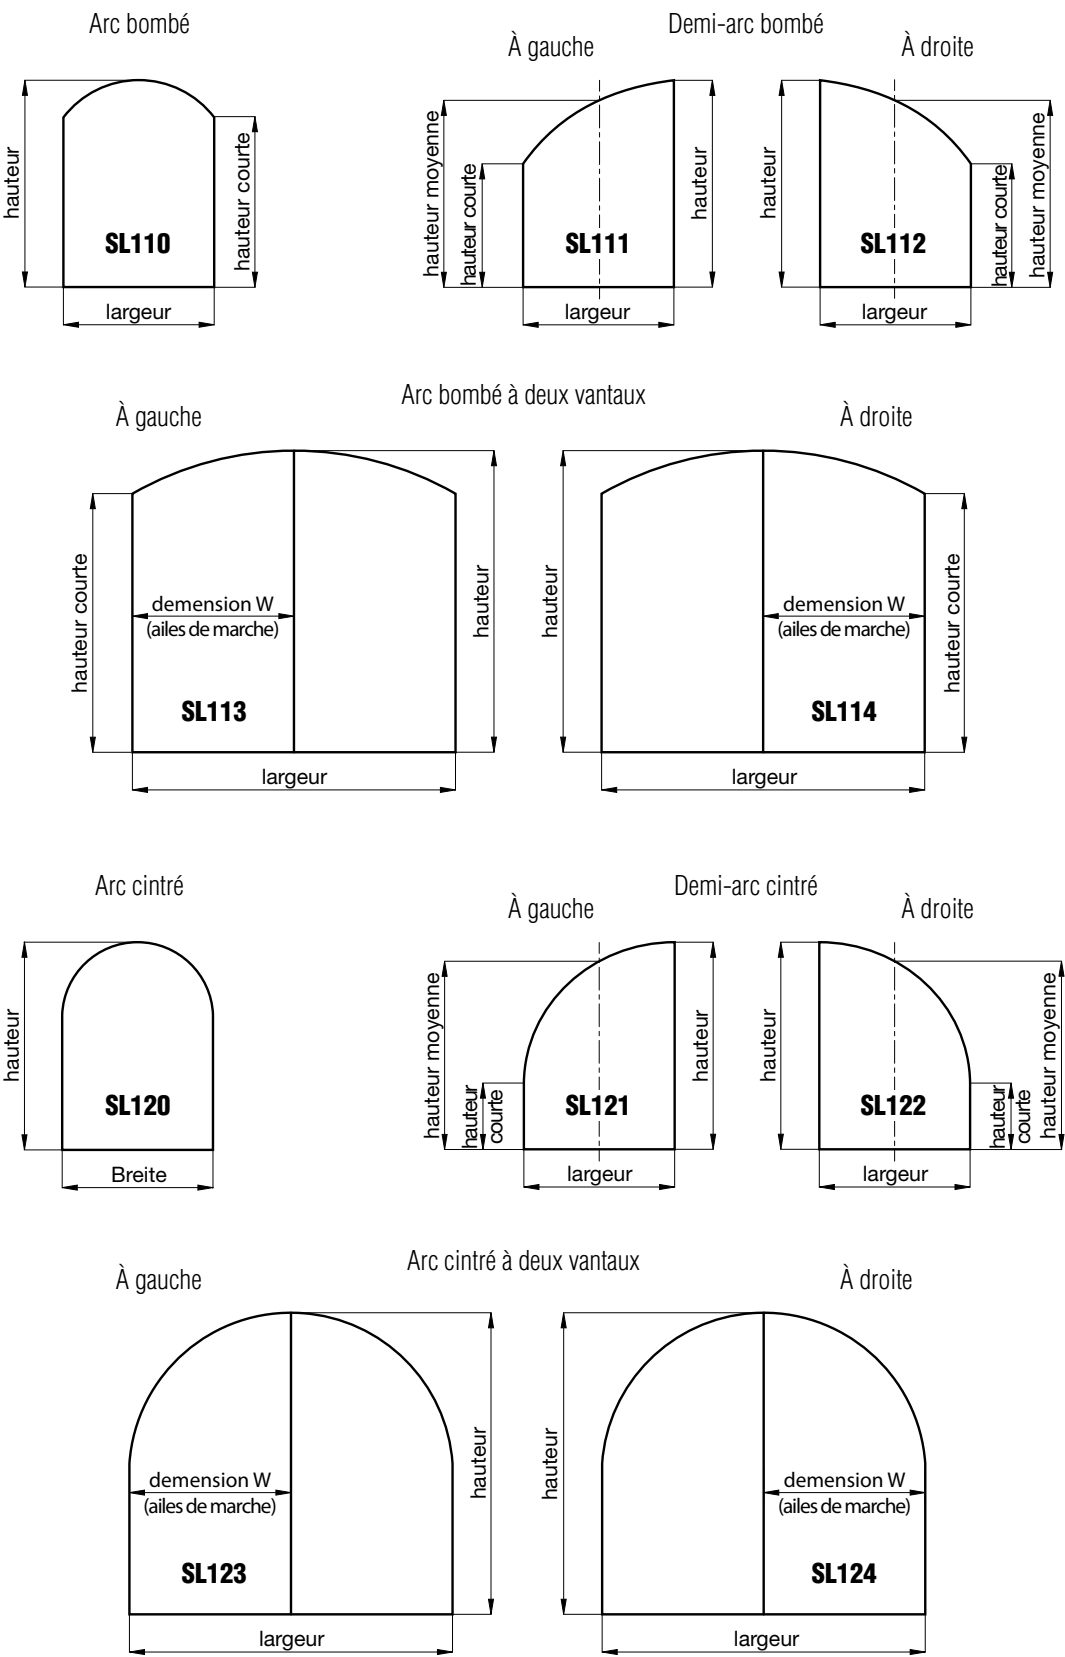 Arc bombé
Demi-arc bombé
À gauche
À droite
hauteur
hauteur courte
SL110
largeur
hauteur moyenne
hauteur courte
hauteur
SL111
largeur
hauteur
hauteur courte
hauteur moyenne
SL112
largeur
Arc bombé à deux vantaux
À gauche
À droite
hauteur courte
demension W
(ailes de marche)
hauteur
SL113
largeur
hauteur
demension W
(ailes de marche)
hauteur courte
SL114
largeur
Arc cintré
Demi-arc cintré
À gauche
À droite
hauteur
SL120
Breite
hauteur moyenne
hauteur
courte
hauteur
SL121
largeur
hauteur
hauteur
courte
hauteur moyenne
SL122
largeur
Arc cintré à deux vantaux
À gauche
À droite
demension W
(ailes de marche)
hauteur
SL123
largeur
hauteur
demension W
(ailes de marche)
SL124
largeur